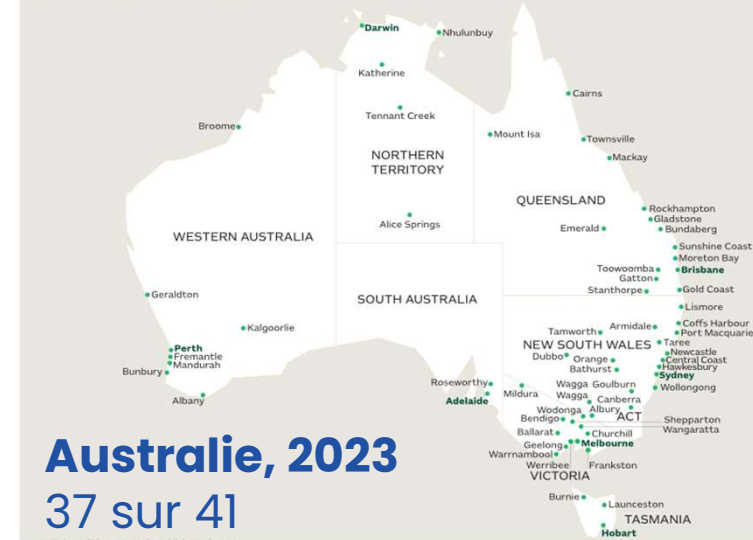 Darwin
Nhulunbuy
Katherine
Cairns
Tennant Creek
Broome
Mount Isa
Townsville
Mackay
NORTHERN
TERRITORY
QUEENSLAND
Rockhampton
Gladstone
Bundaberg
Alice Springs
Emerald
WESTERN AUSTRALIA
Sunshine Coast
Moreton Bay
Toowoomba
Brisbane
Gatton
Stanthorpe
Gold Coast
Geraldton
SOUTH AUSTRALIA
Lismore
Kalgoorlie
Armidale
Coffs Harbour
Tamworth
Port Macquarie
NEW SOUTH WALES
Taree
Perth
Fremantle
Mandurah
Bunbury
Dubbo
Orange
Newcastle
Central Coast
Bathurst
Hawkesbury
Sydney
Roseworthy
Mildura
Wagga
Wagga
Goulburn
Wollongong
Albany
Adelaide
Canberra
Wodonga
Albury
ACT
Bendigo
Shepparton
Wangaratta
Ballarat
Churchill
Geelong
Melbourne
Warrnambool
Werribee
Frankston
VICTORIA
Australie, 2023
37 sur 41
Burnie
Launceston
TASMANIA
Hobart